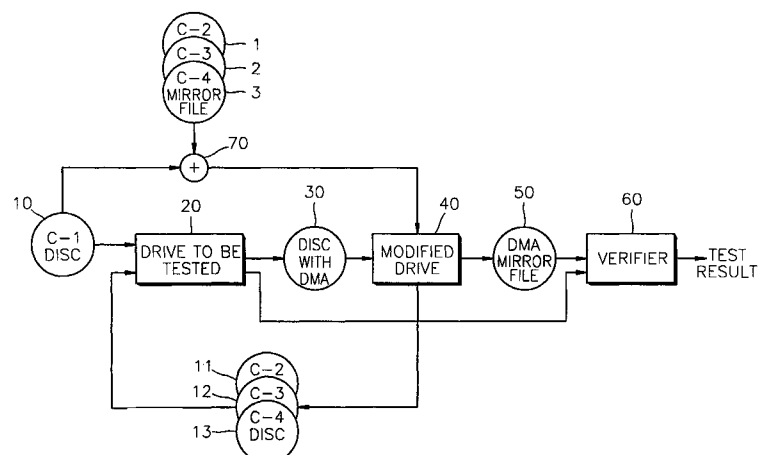 C-2
1
C-3
2
C-4
MIRROR
FILE
3
70
+
10
20
30
40
50
60
C-1
DISC
DRIVE TO BE
TESTED
DISC
WITH
DMA
MODIFIED
DRIVE
DMA
MIRROR
FILE
VERIFIER
TEST
RESULT
11
C-2
12
C-3
13
C-4
DISC